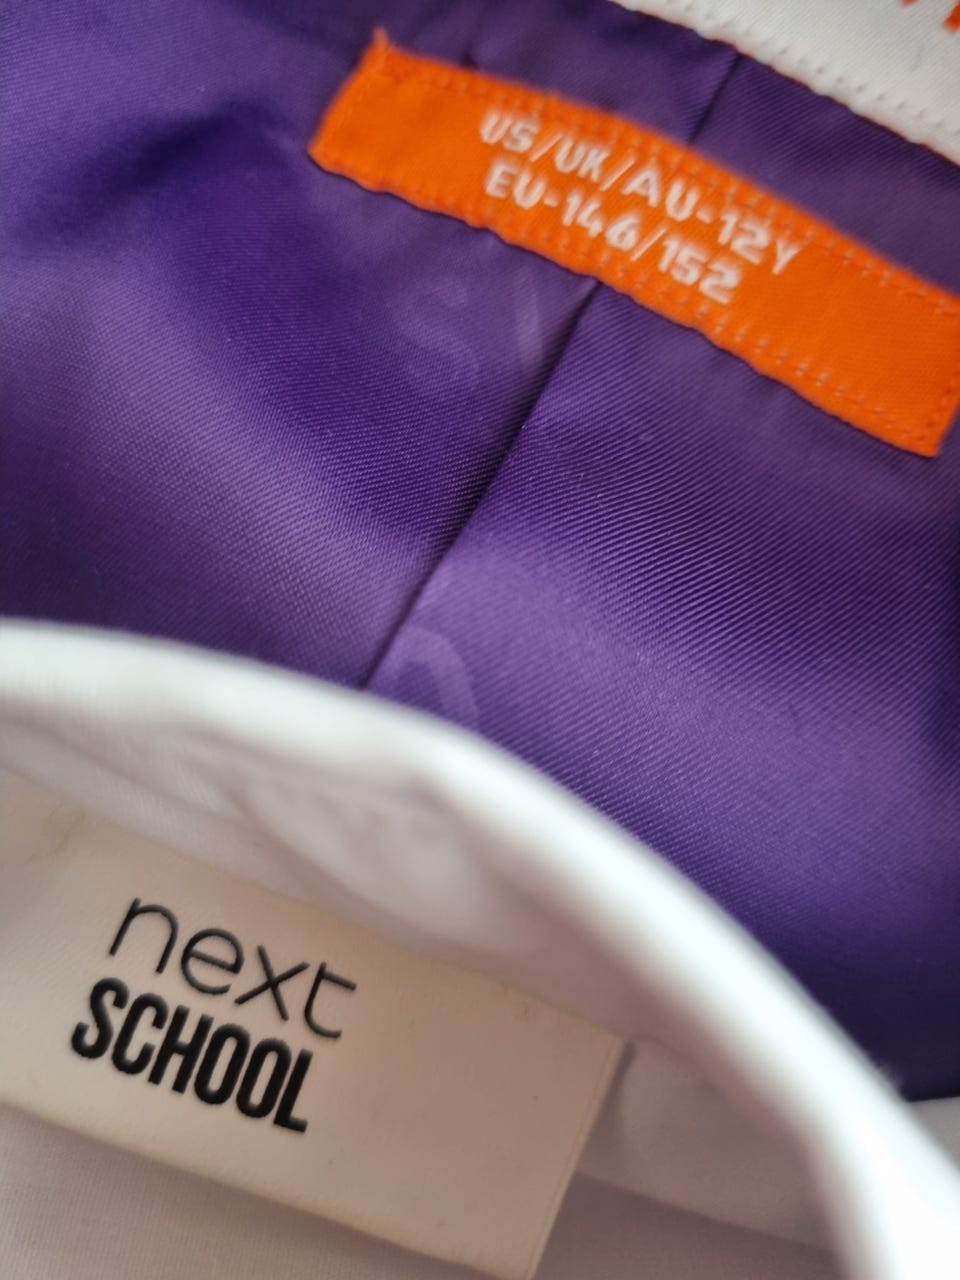 US/UK/AU-12Y
EU-146/152
next
SCHOOL